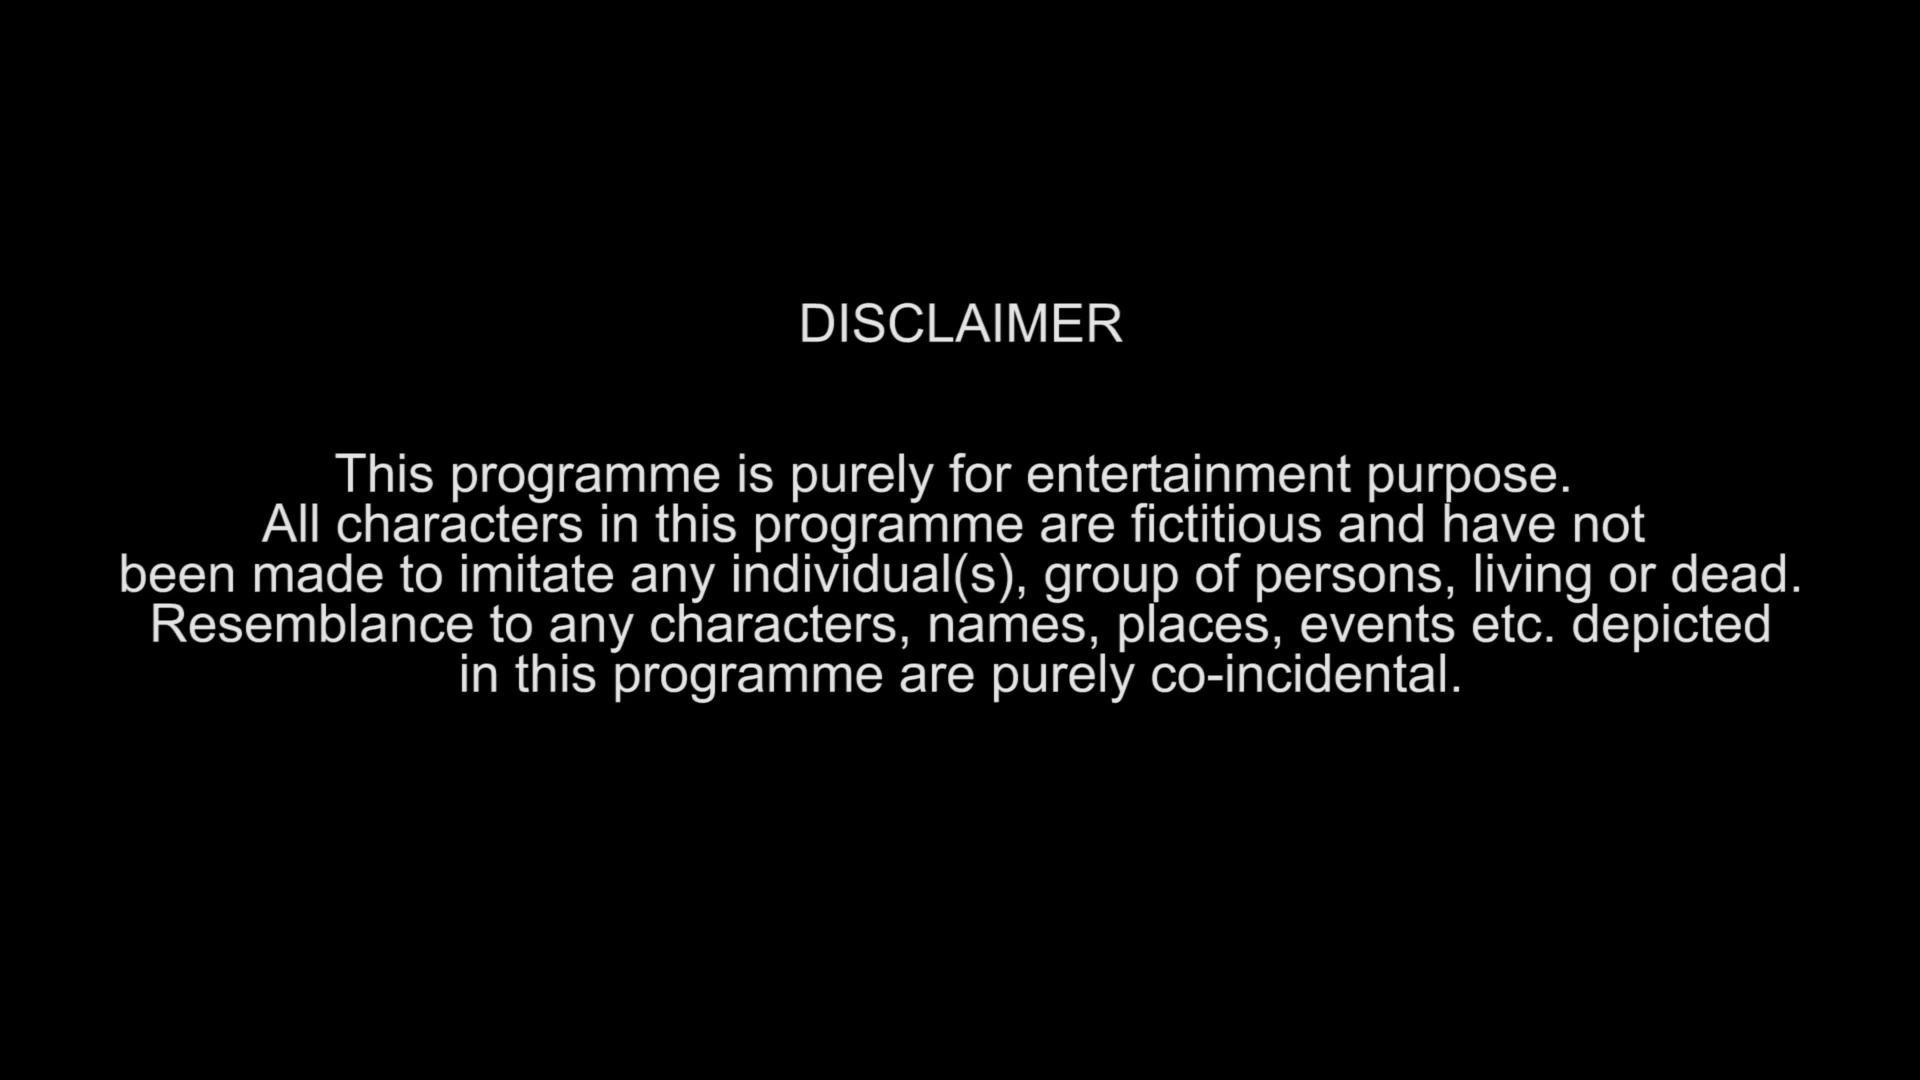 DISCLAIMER
This programme is purely for entertainment purpose.
All characters in this programme are fictitious and have not
been made to imitate any individual(s), group of persons, living or dead.
Resemblance to any characters, names, places, events etc. depicted
in this programme are purely co-incidental.